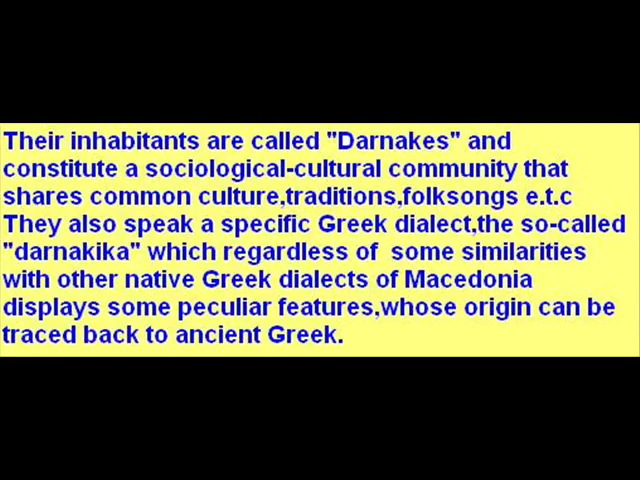 Their inhabitants are called "Darnakes" and
constitute a sociological-cultural community that
shares common culture,traditions,folksongs e.t.c
They also speak a specific Greek dialect,the so-called
"darnakika" which regardless of  some similarities
with other native Greek dialects of Macedonia
displays some peculiar features,whose origin can be
traced back to ancient Greek.